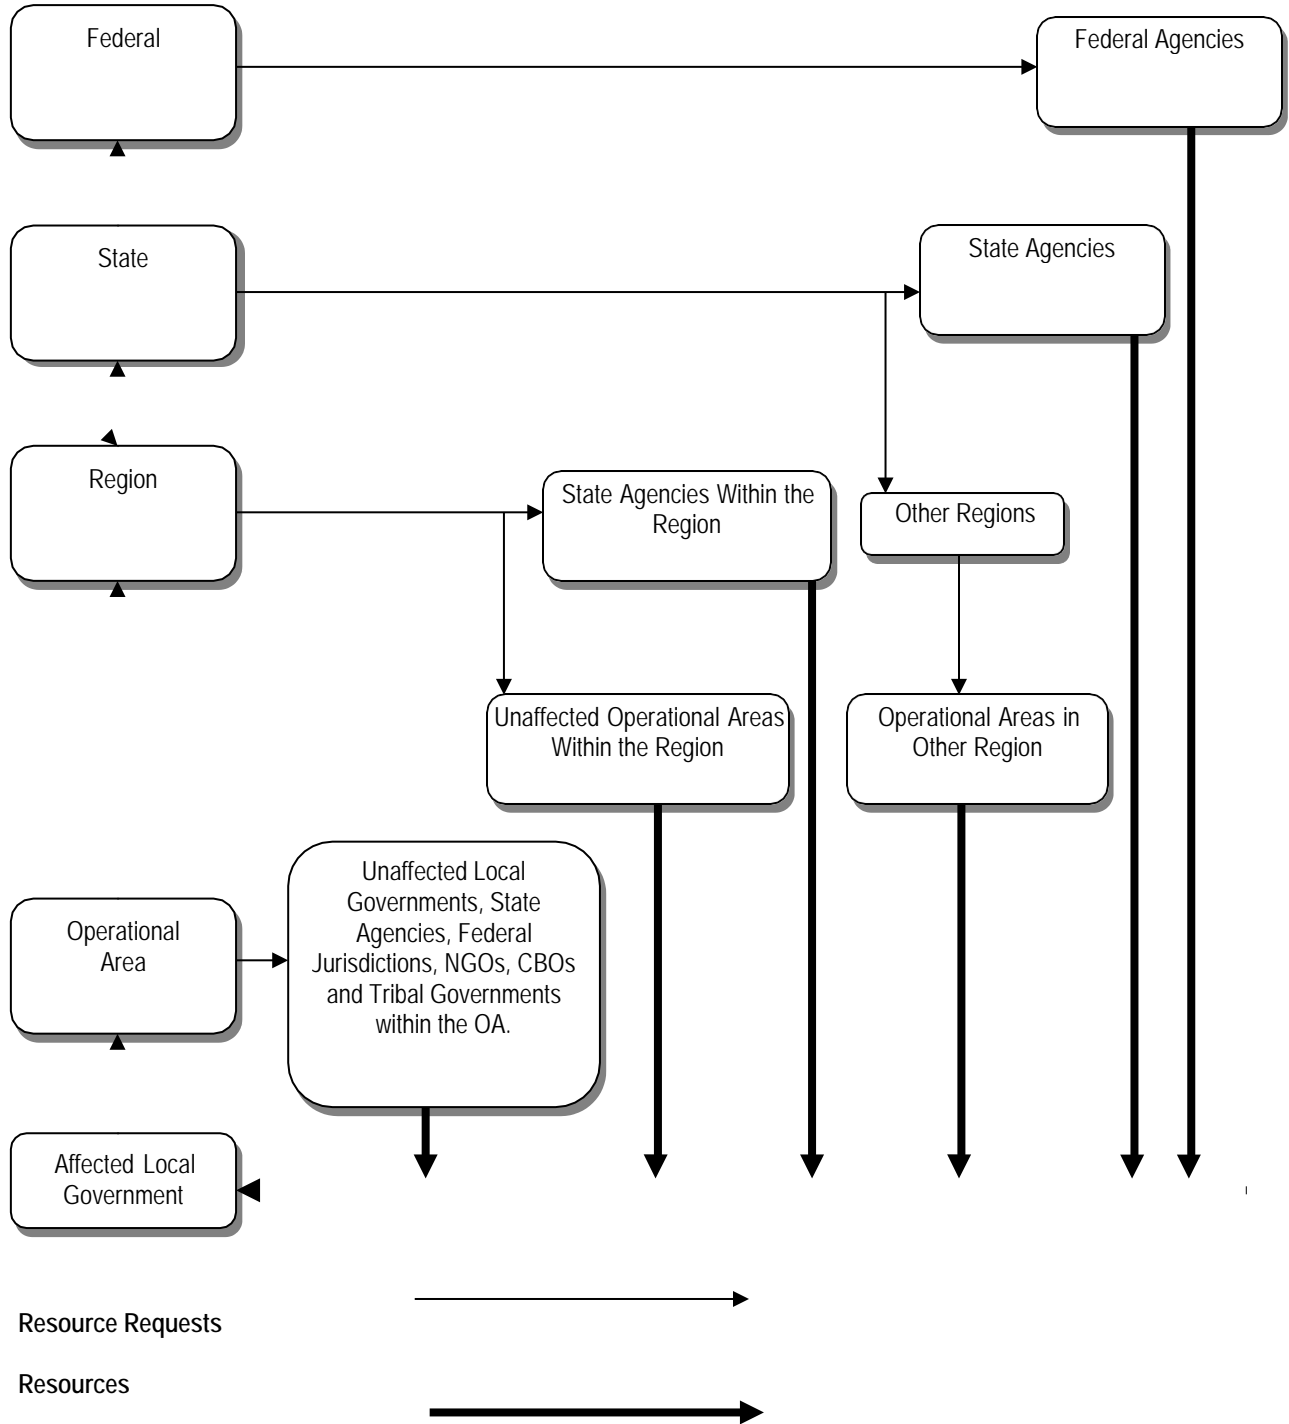 Federal
Federal Agencies
State
State Agencies
Region
State Agencies Within the
Region
Other Regions
Unaffected Operational Areas
Within the Region
Operational Areas in
Other Region
Operational
Area
Unaffected Local
Governments, State
Agencies, Federal
Jurisdictions, NGOs, CBOs
and Tribal Governments
within the OA.
Affected Local
Government
Resource Requests
Resources